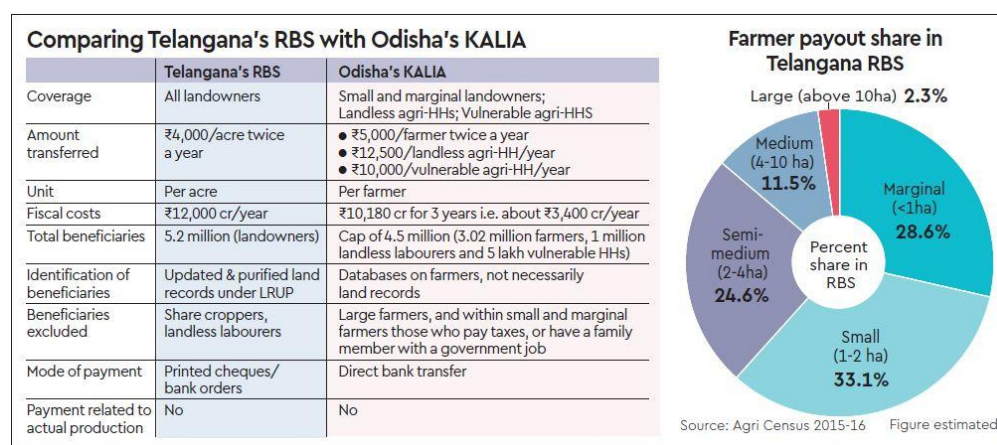 Comparing Telangana's RBS with Odisha's KALIA
Telangana's RBS Odisha's KALIA
Coverage All landowners Small and marginal landowners;
Landless agri-HHs; Vulnerable agri-HHS
Amount ₹4,000/acre twice ● ₹5,000/farmer twice a year
transferred a year ● ₹12,500/landless agri-HH/year
● ₹10,000/vulnerable agri-HH/year
Unit Per acre Per farmer
Fiscal costs ₹12,000 cr/year ₹10,180 cr for 3 years i.e. about ₹3,400 cr/year
Total beneficiaries 5.2 million (landowners) Cap of 4.5 million (3.02 million farmers, 1 million
landless labourers and 5 lakh vulnerable HHs)
Identification of Updated & purified land Databases on farmers, not necessarily
beneficiaries records under LRUP land records
Beneficiaries Share croppers, Large farmers, and within small and marginal
excluded landless labourers farmers those who pay taxes, or have a family
member with a government job
Mode of payment Printed cheques/ Direct bank transfer
bank orders
Payment related to No No
actual production
Farmer payout share in
Telangana RBS
Large (above 10ha) 2.3%
Medium
(4-10 ha)
11.5%
Marginal
(<1ha)
28.6%
Semi-
medium
(2-4ha)
24.6%
Percent
share in
RBS
Small
(1-2 ha)
33.1%
Source: Agri Census 2015-16 Figure estimated